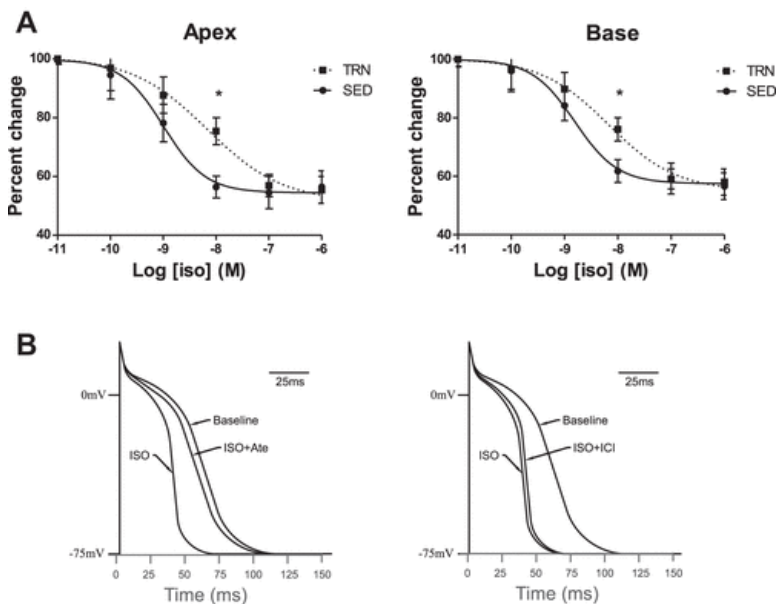 A
Apex
Base
100
80
60
40
Percent change
TRN
SED
*
-11 -10 -9 -8 -7 -6
Log [iso] (M)
100
80
60
40
Percent change
TRN
SED
*
-11 -10 -9 -8 -7 -6
Log [iso] (M)
B
25ms
0mV
Baseline
ISO
ISO+Ate
-75mV
0 25 50 75 100 125 150
Time (ms)
25ms
0mV
Baseline
ISO
ISO+ICI
-75mV
0 25 50 75 100 125 150
Time (ms)